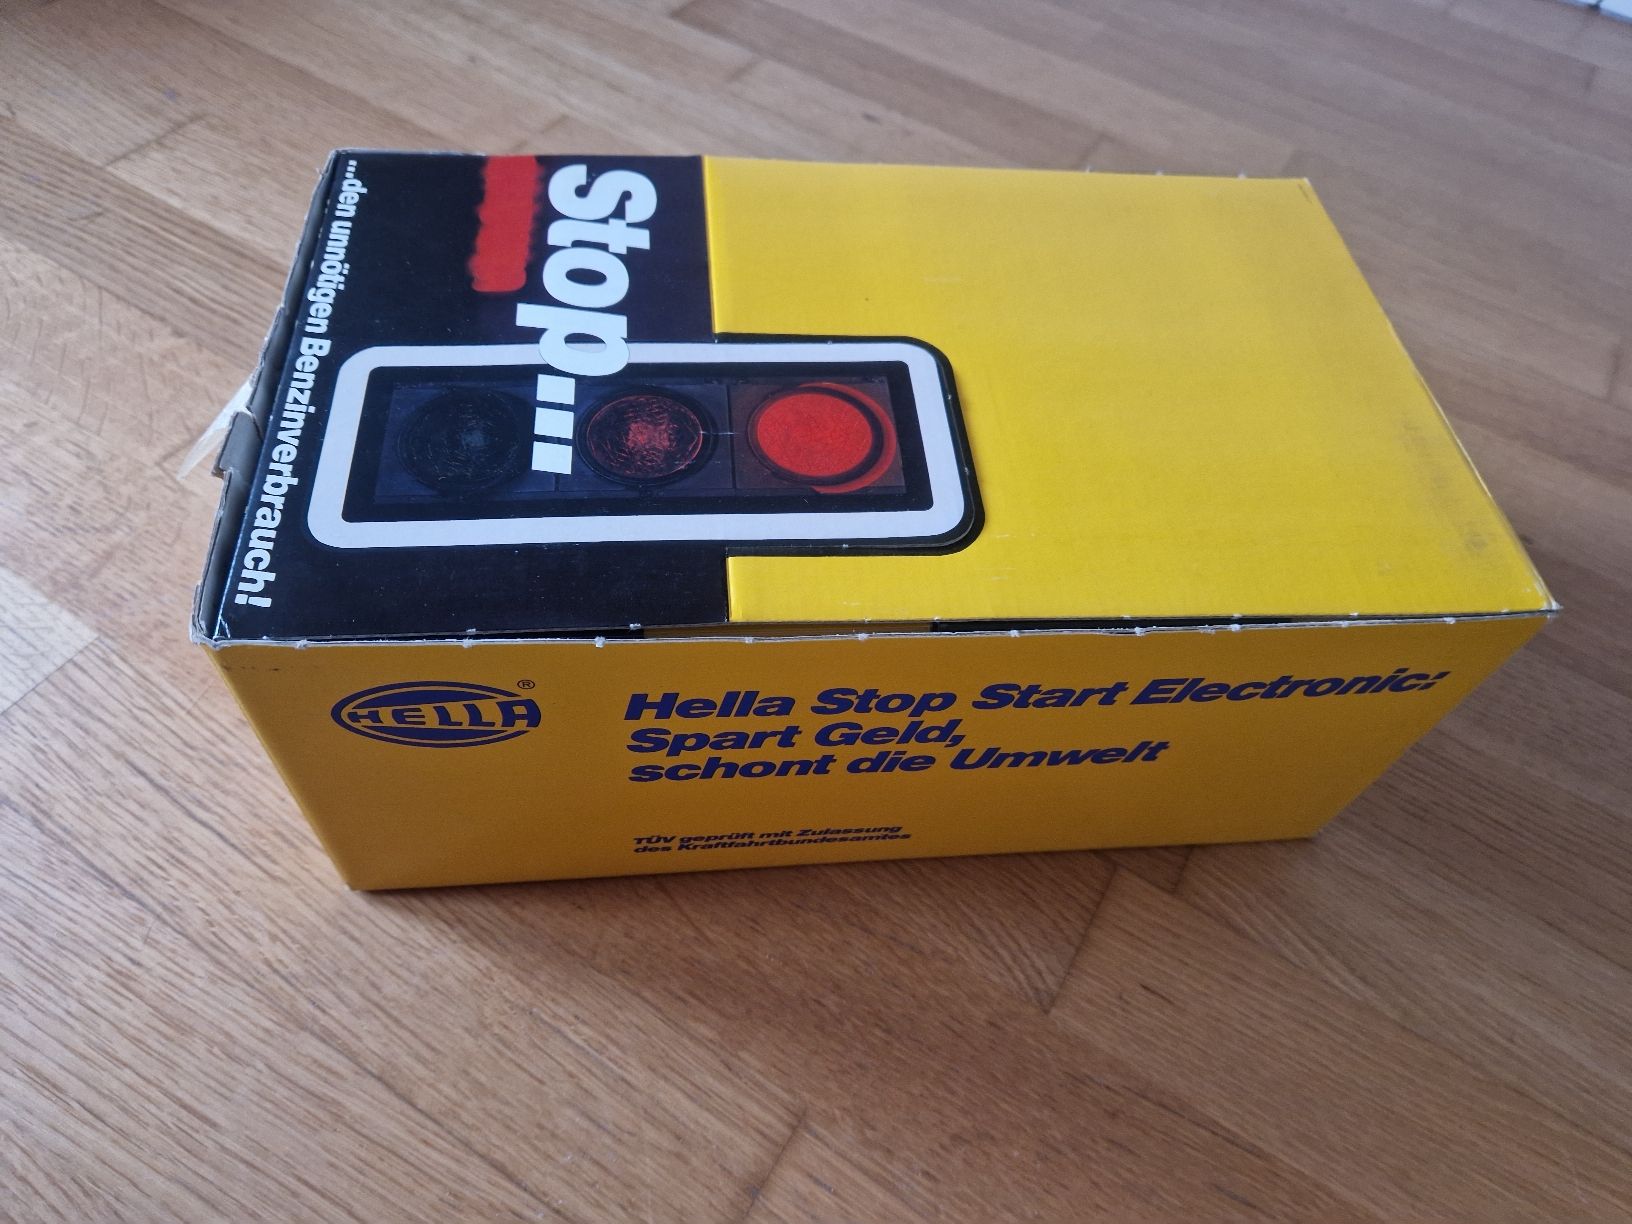 Stop...
...den unnötigen Benzinverbrauch!
HELLA®
Hella Stop Start Electronic:
Spart Geld,
schont die Umwelt
TÜV geprüft mit Zulassung
des Kraftfahrtbundesamtes